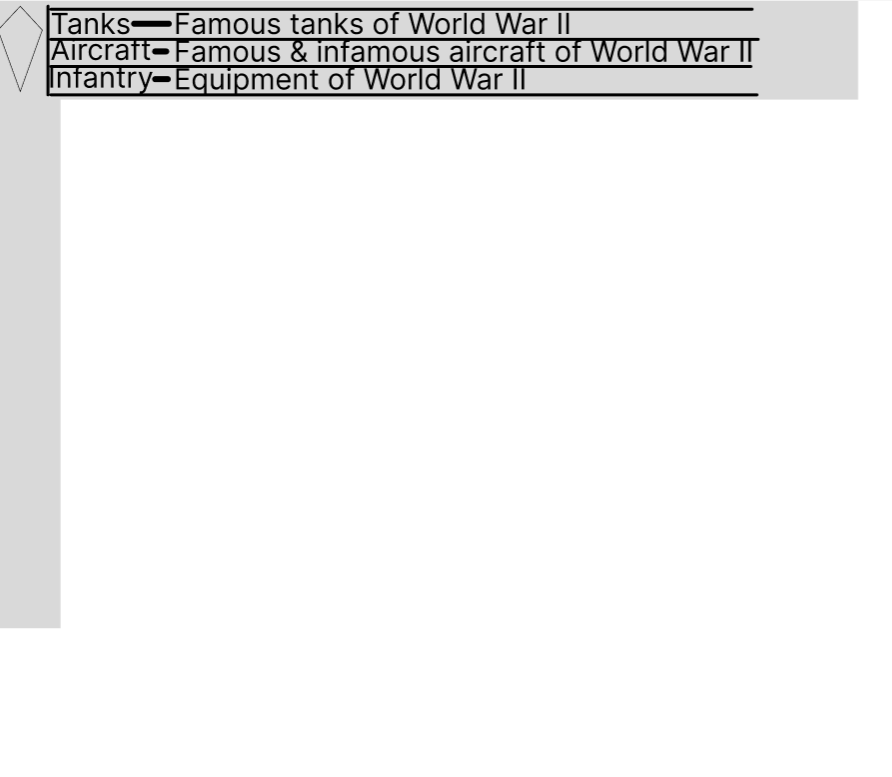 Tanks—Famous tanks of World War II
Aircraft-Famous & infamous aircraft of World War II
Infantry-Equipment of World War II